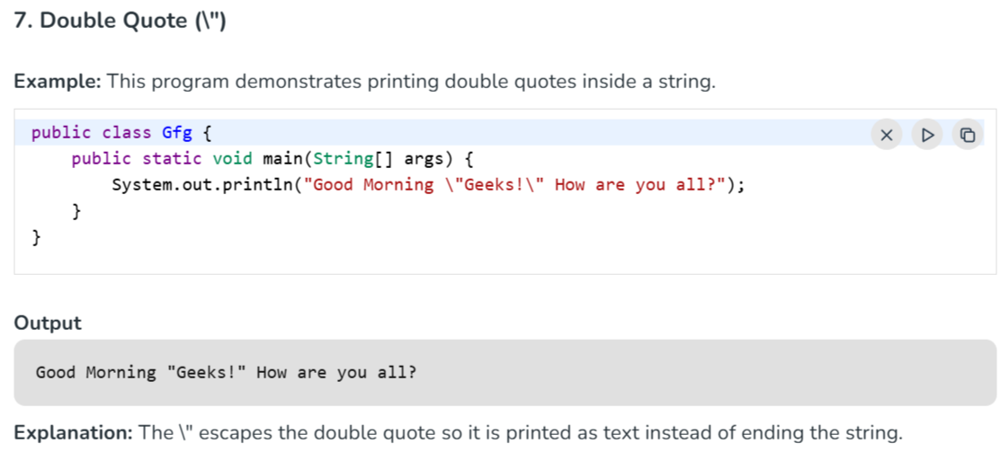 7. Double Quote (\")
Example: This program demonstrates printing double quotes inside a string.
public class Gfg {
    public static void main(String[] args) {
        System.out.println("Good Morning \"Geeks!\" How are you all?");
    }
}
Output
Good Morning "Geeks!" How are you all?
Explanation: The \" escapes the double quote so it is printed as text instead of ending the string.